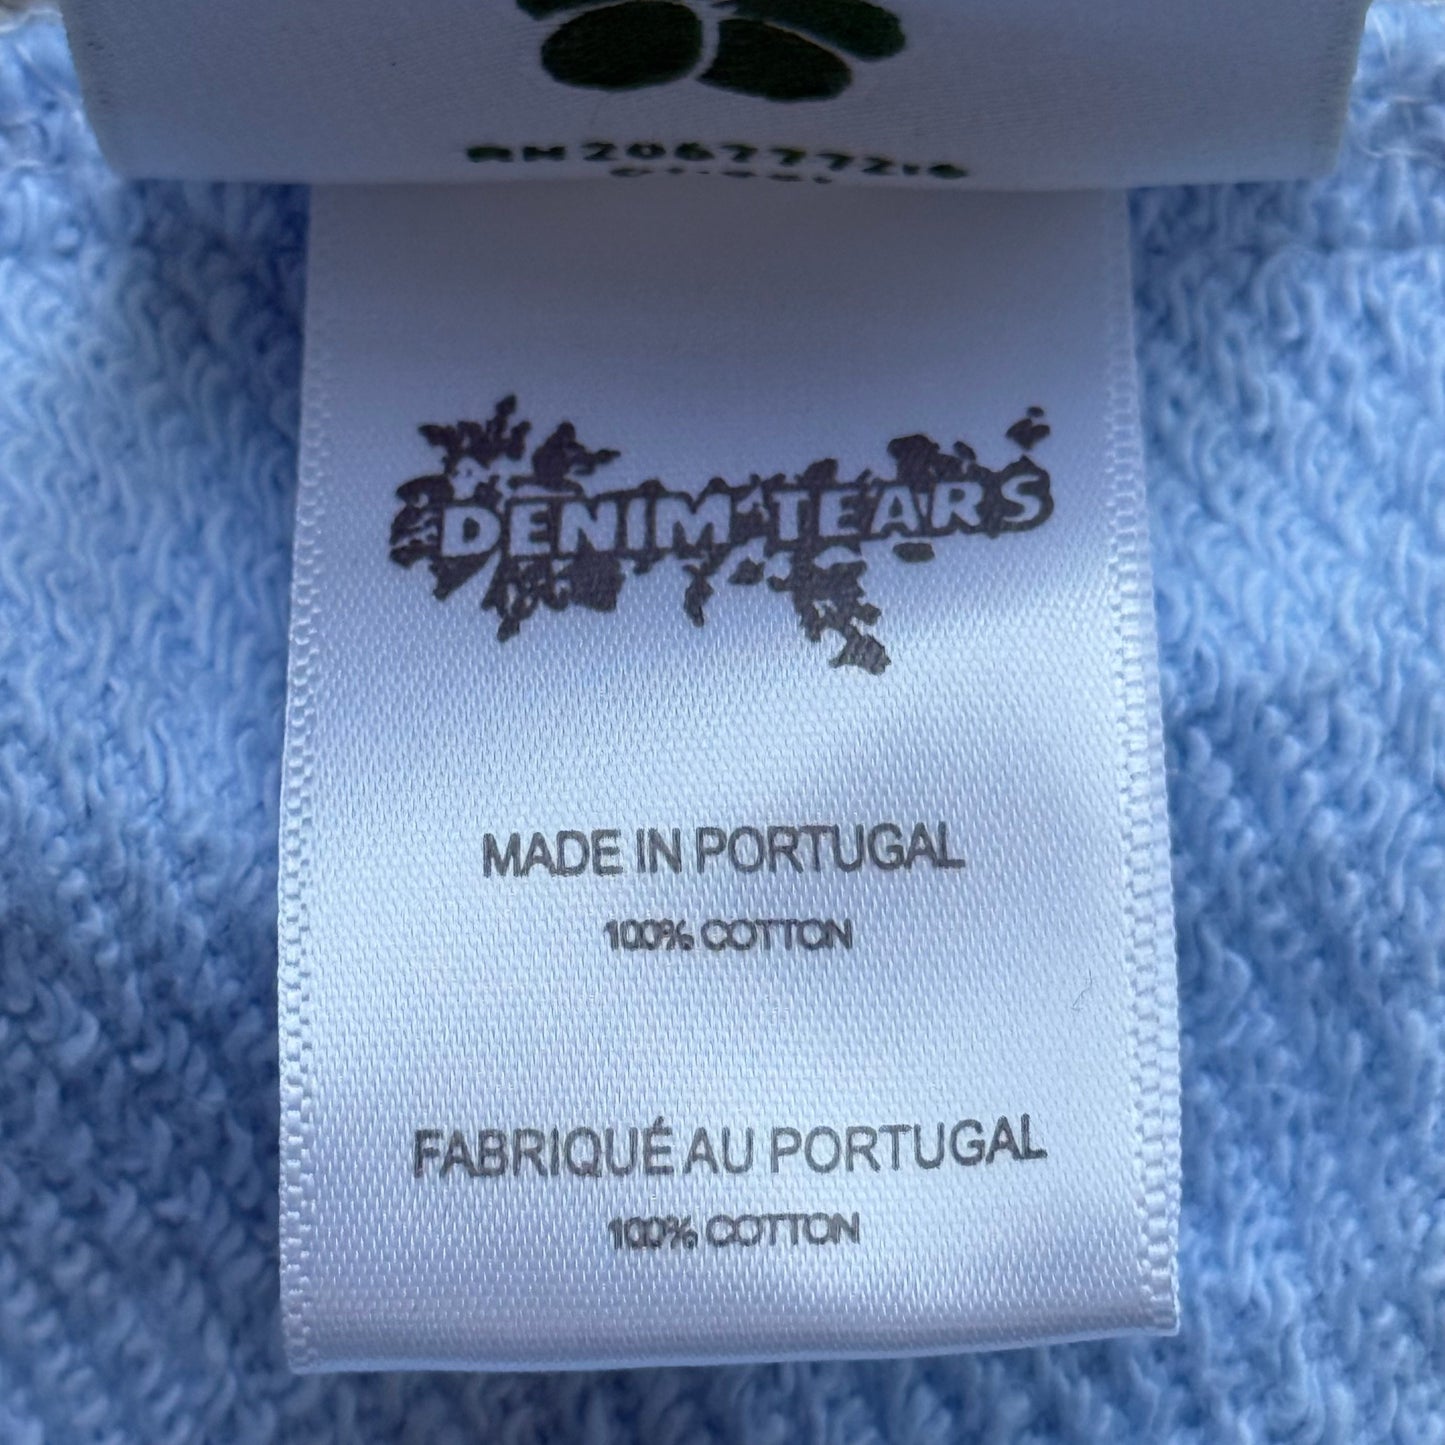 DENIM TEARS
MADE IN PORTUGAL
100% COTTON
FABRIQUÉ AU PORTUGAL
100% COTTON